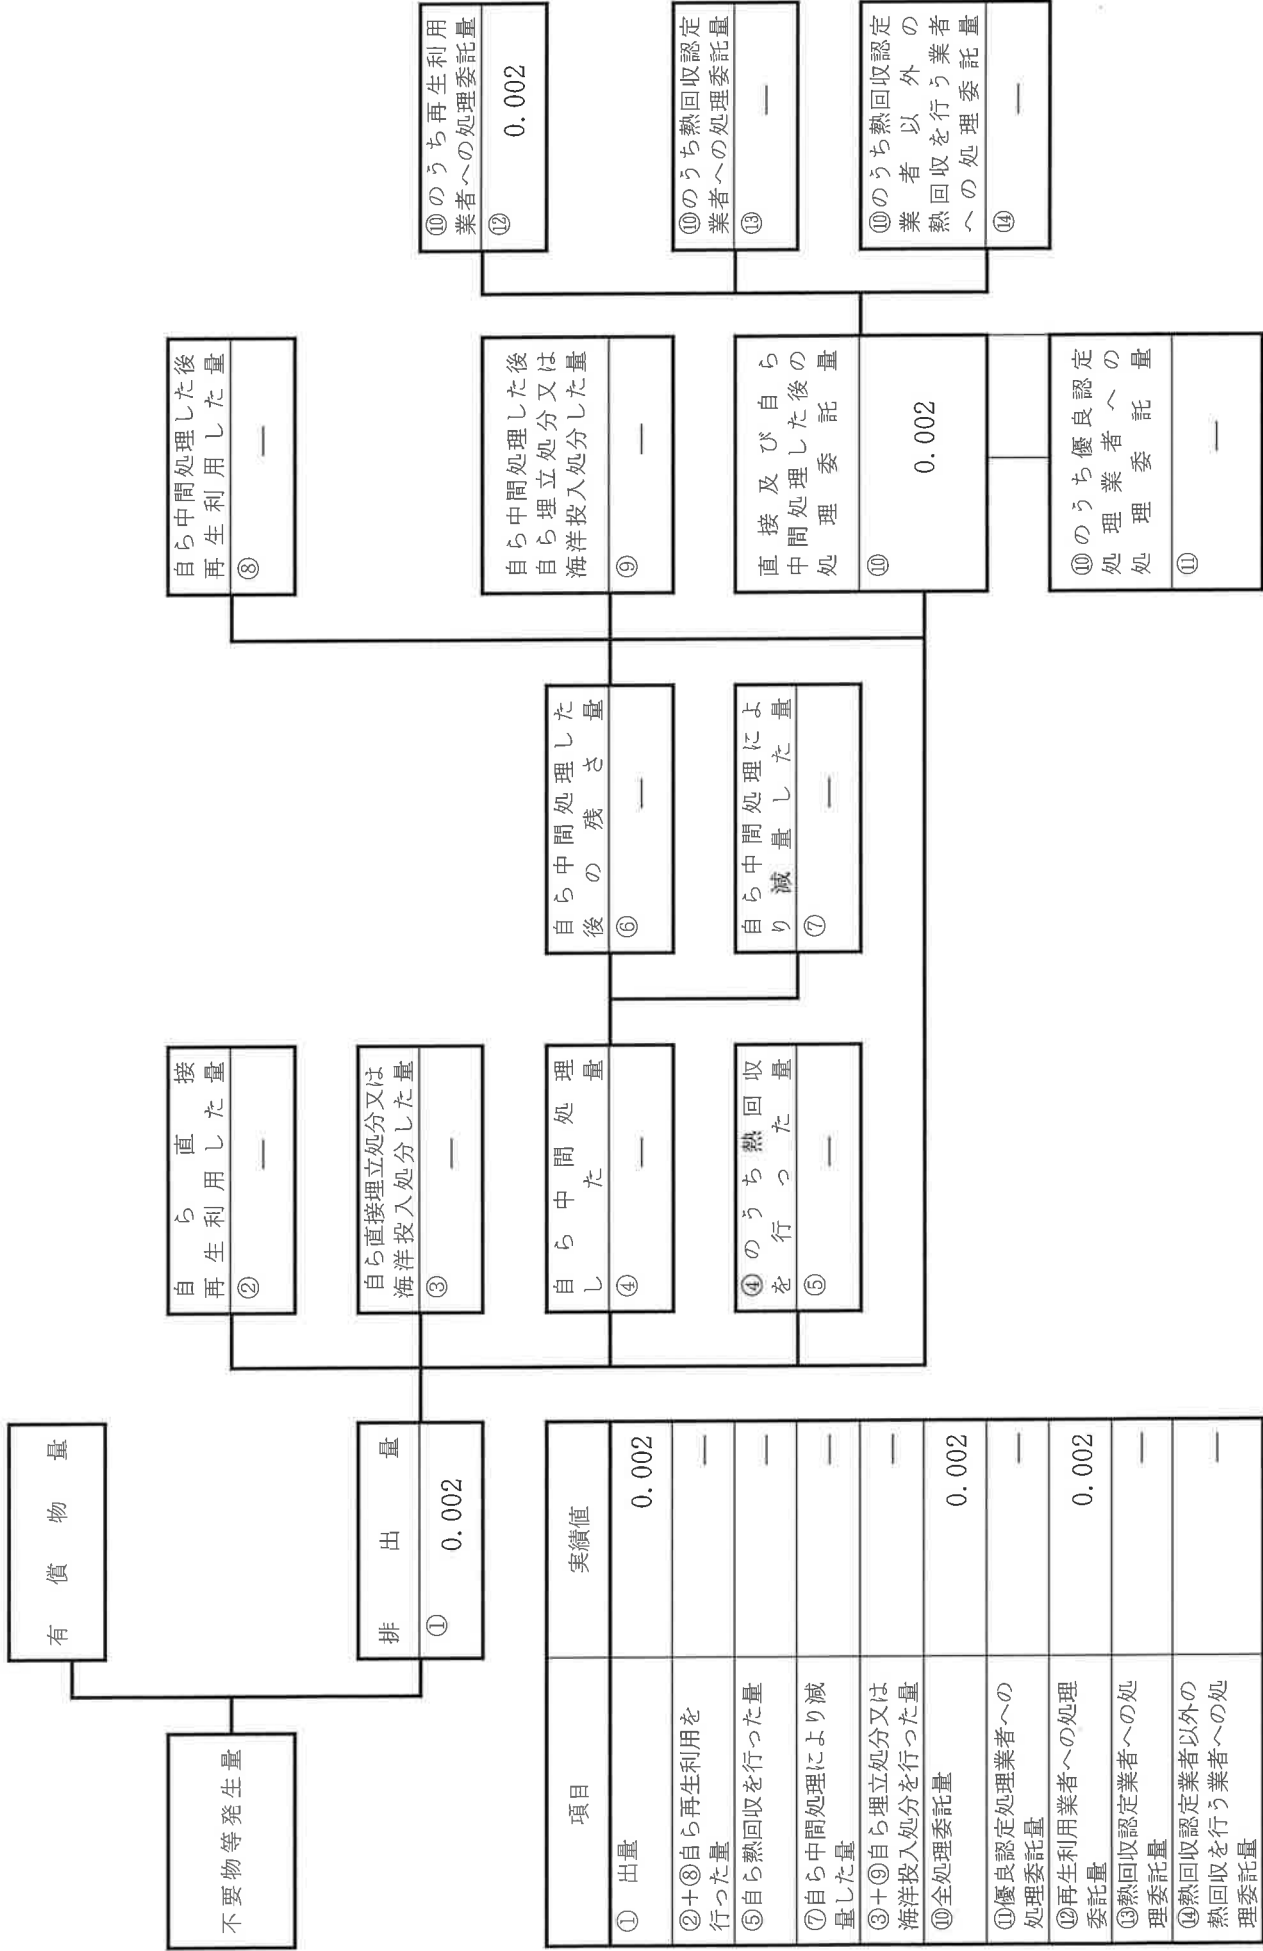 不要物等発生量
有償物量
排出量
① 0.002
自ら直接
再生利用した量
② ―
自ら直接埋立処分又は
海洋投入処分した量
③ ―
自ら中間処理
した量
④ ―
④のうち熱回収
を行った量
⑤ ―
自ら中間処理した
後の残さ量
⑥ ―
自ら中間処理によ
り減量した量
⑦ ―
自ら中間処理した後
再生利用した量
⑧ ―
自ら中間処理した後
自ら埋立処分又は
海洋投入処分した量
⑨ ―
直接及び自ら
中間処理した後の
処理委託量
⑩ 0.002
⑩のうち優良認定
処理業者への
処理委託量
⑪ ―
⑩のうち再生利用
業者への処理委託量
⑫ 0.002
⑩のうち熱回収認定
業者への処理委託量
⑬ ―
⑩のうち熱回収認定
業者以外の
熱回収を行う業者
への処理委託量
⑭ ―
項目 実績値
① 出量 0.002
②+⑧自ら再生利用を
行った量 ―
⑤自ら熱回収を行った量 ―
⑦自ら中間処理により減
量した量 ―
③+⑨自ら埋立処分又は
海洋投入処分を行った量 ―
⑩全処理委託量 0.002
⑪優良認定処理業者への
処理委託量 ―
⑫再生利用業者への処理
委託量 0.002
⑬熱回収認定業者への処
理委託量 ―
⑭熱回収認定業者以外の
熱回収を行う業者への処
理委託量 ―